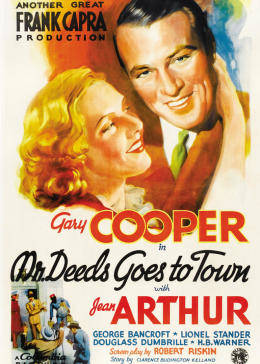 ANOTHER GREAT
FRANK CAPRA
PRODUCTION
Gary
COOPER
in
Mr. Deeds Goes to Town
with
Jean
ARTHUR
GEORGE BANCROFT • LIONEL STANDER
DOUGLASS DUMBRILLE • H.B. WARNER
Screen play by ROBERT RISKIN
Story by CLARENCE BUDINGTON KELLAND
A Columbia